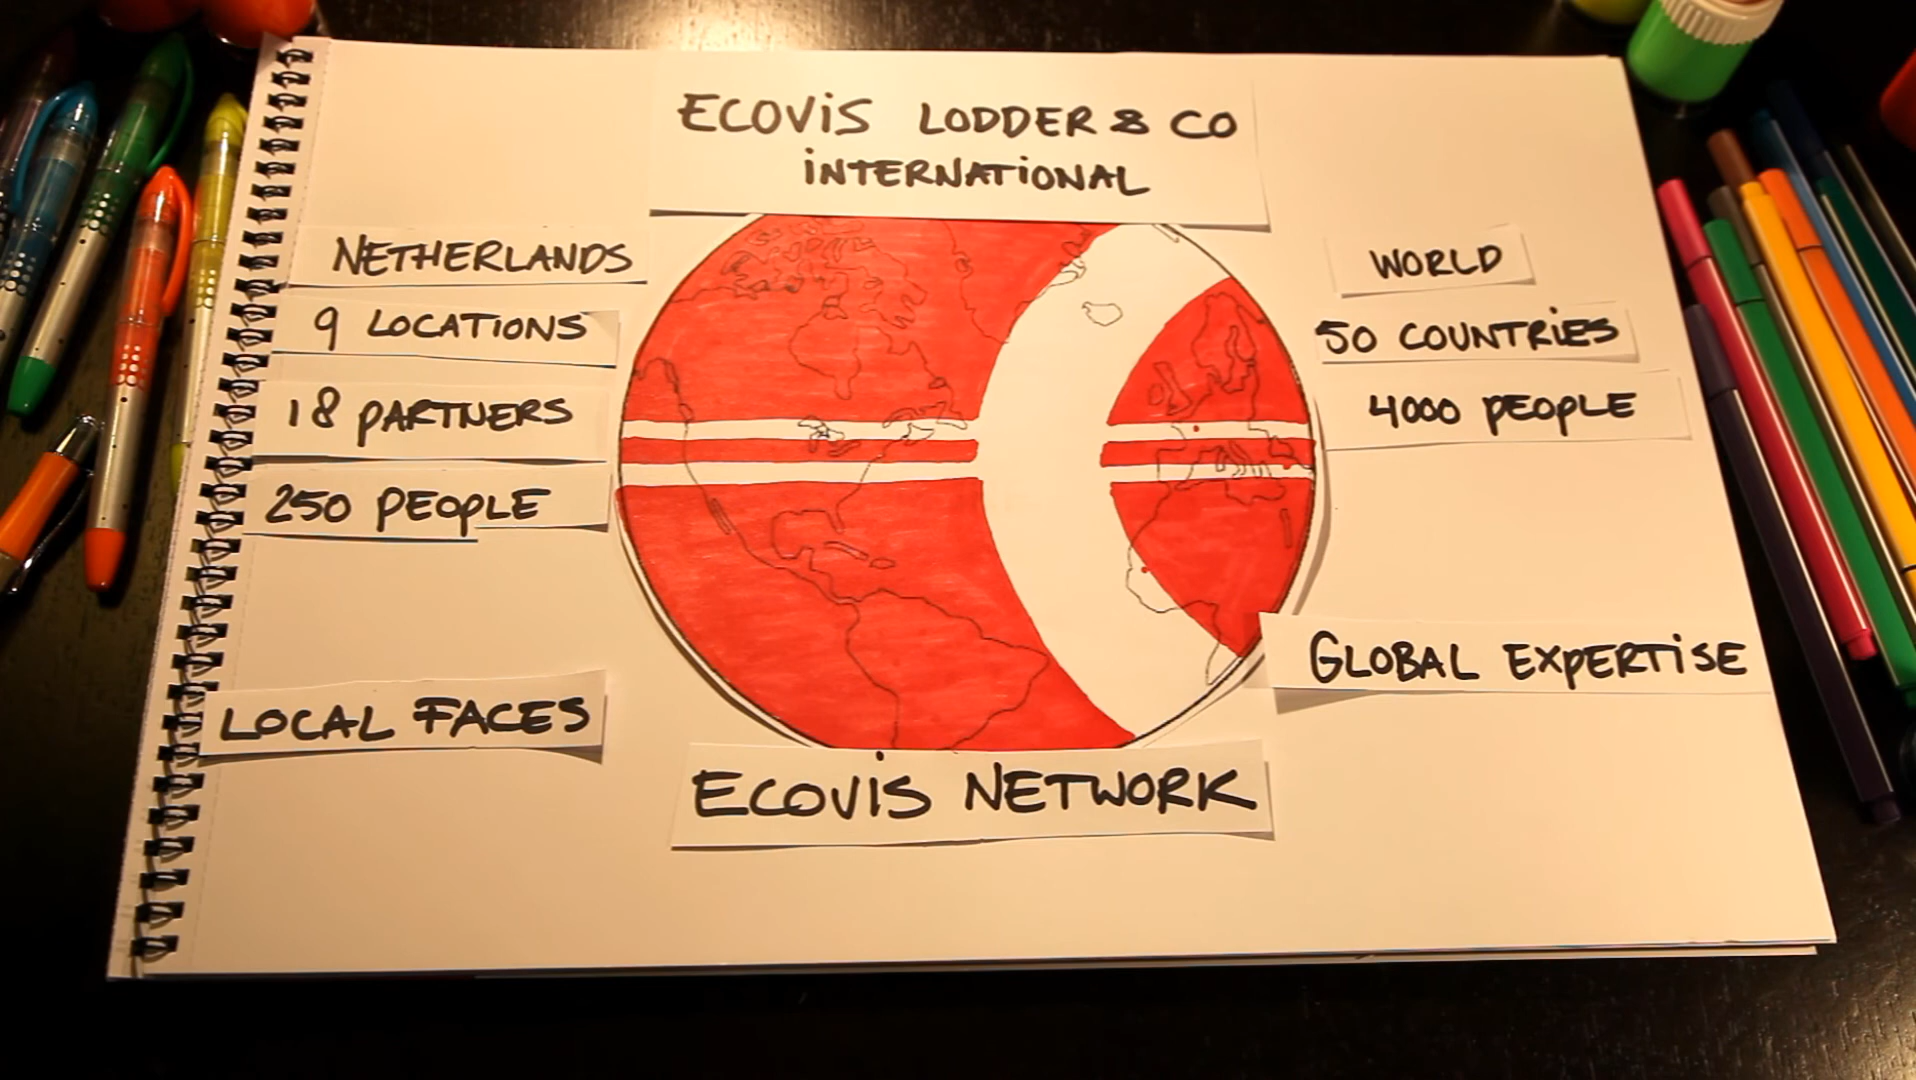 ECOViS LODDER & CO
iNTERNATiONAL
NETHERLANDS
9 LOCATIONS
18 PARTNERS
250 PEOPLE
LOCAL FACES
WORLD
50 COUNTRiES
4000 PEOPLE
GLOBAL EXPERTiSE
ECOViS NETWORK